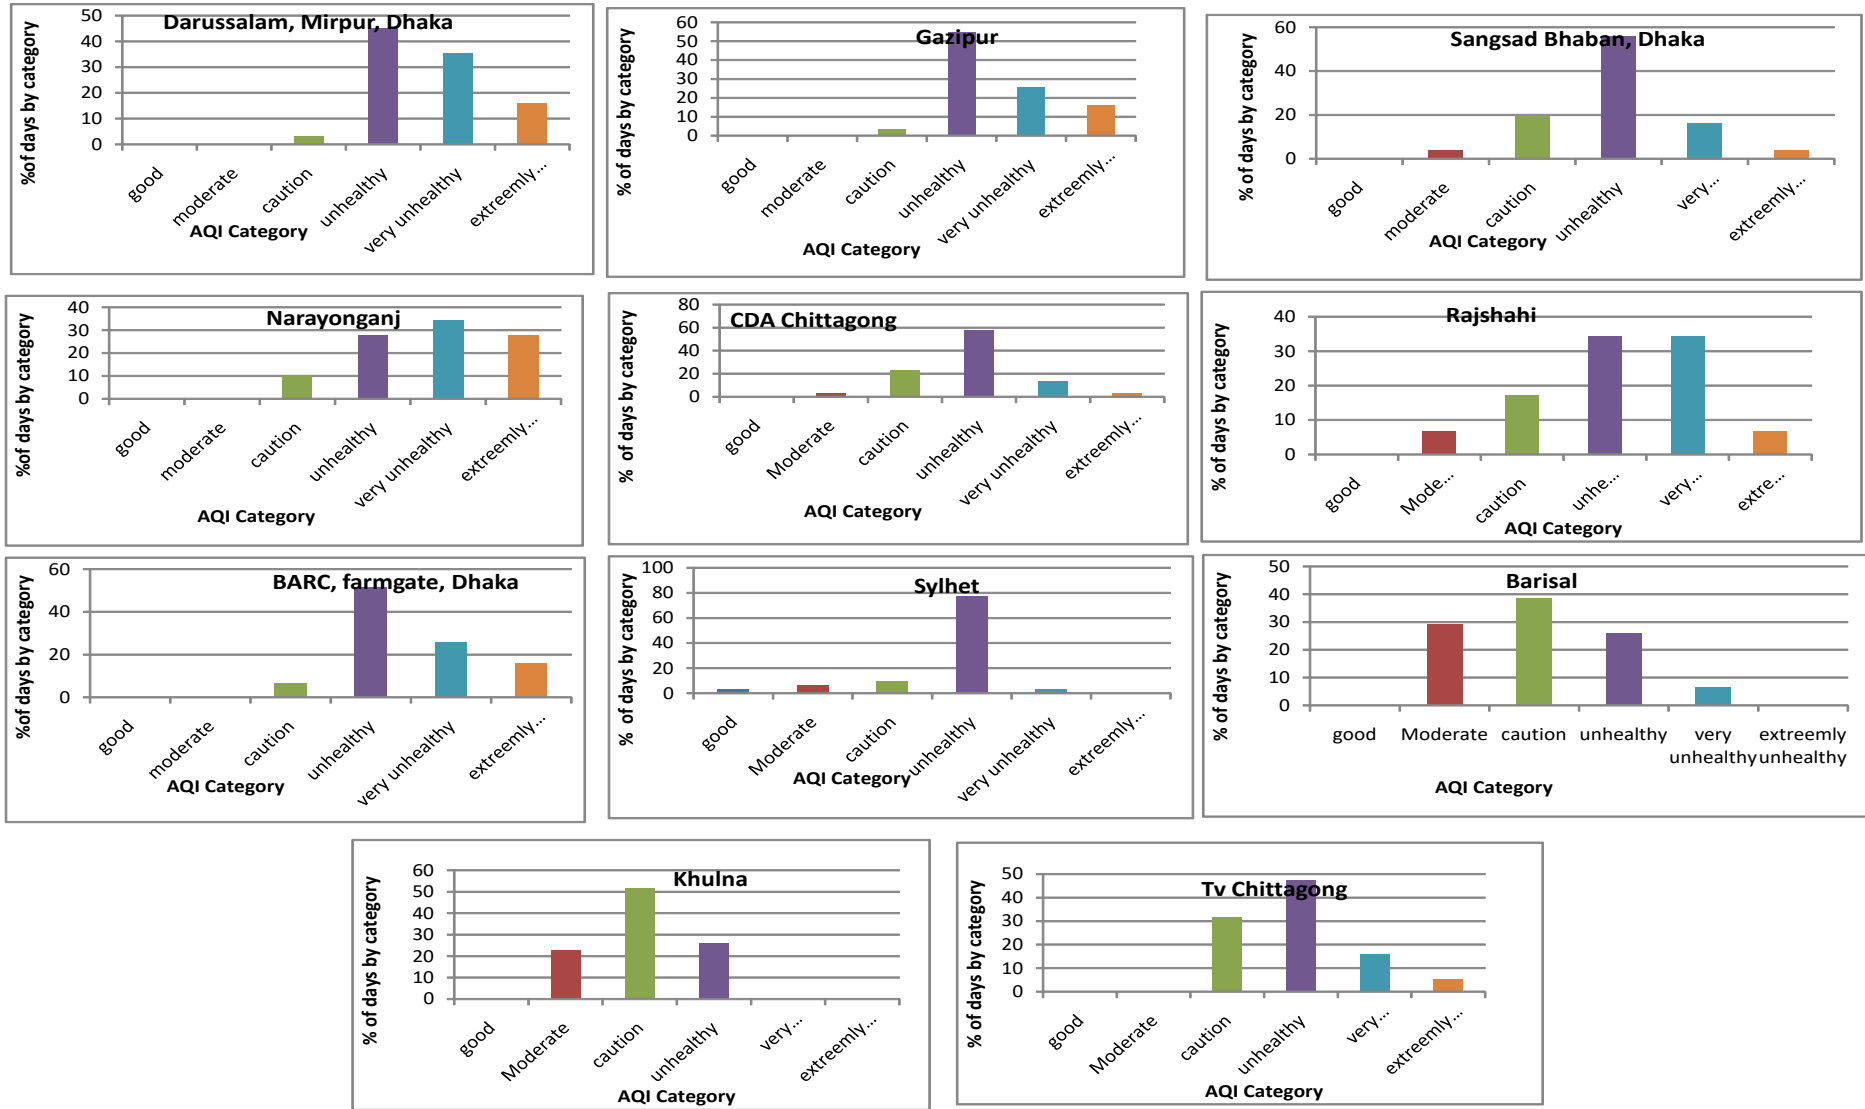 Darussalam, Mirpur, Dhaka
%of days by category
50
40
30
20
10
0
good
moderate
caution
unhealthy
very unhealthy
extreemly...
AQI Category
Gazipur
% of days by category
60
50
40
30
20
10
0
good
moderate
caution
unhealthy
very unhealthy
extreemly...
AQI Category
Sangsad Bhaban, Dhaka
% of days by category
60
40
20
0
good
moderate
caution
unhealthy
very...
extreemly...
AQI Category
Narayonganj
%of days by category
40
30
20
10
0
good
moderate
caution
unhealthy
very unhealthy
extreemly...
AQI Category
CDA Chittagong
% of days by category
80
60
40
20
0
good
Moderate
caution
unhealthy
very unhealthy
extreemly...
AQI Category
Rajshahi
% of days by category
40
30
20
10
0
good
Mode...
caution
unhe...
very...
extre...
AQI Category
BARC, farmgate, Dhaka
%of days by category
60
40
20
0
good
moderate
caution
unhealthy
very unhealthy
extreemly...
AQI Category
Sylhet
% of days by category
100
80
60
40
20
0
good
Moderate
caution
unhealthy
very unhealthy
extreemly...
AQI Category
Barisal
% of days by category
50
40
30
20
10
0
good Moderate caution unhealthy very extreemly
unhealthy unhealthy
AQI Category
Khulna
% of days by category
60
50
40
30
20
10
0
good
Moderate
caution
unhealthy
very...
extreemly...
AQI Category
Tv Chittagong
% of days by category
50
40
30
20
10
0
good
Moderate
caution
unhealthy
very...
extreemly...
AQI Category